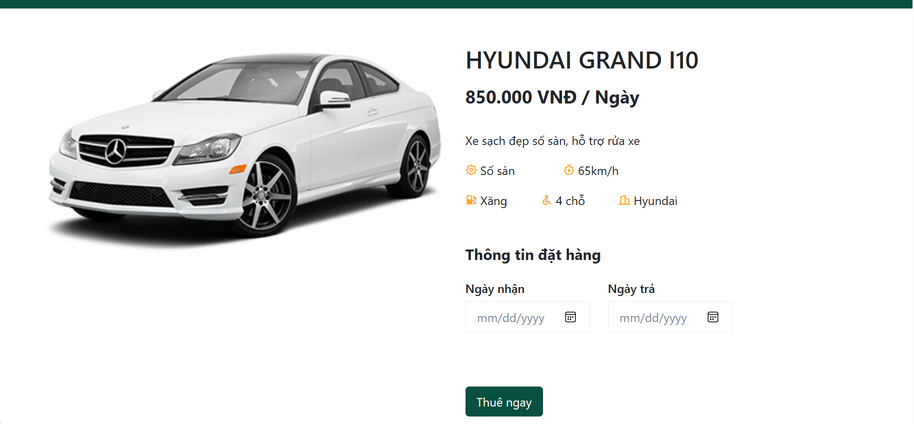 HYUNDAI GRAND I10
850.000 VNĐ / Ngày
Xe sạch đẹp số sàn, hỗ trợ rửa xe
Số sàn 65km/h
Xăng 4 chỗ Hyundai
Thông tin đặt hàng
Ngày nhận Ngày trả
mm/dd/yyyy mm/dd/yyyy
Thuê ngay